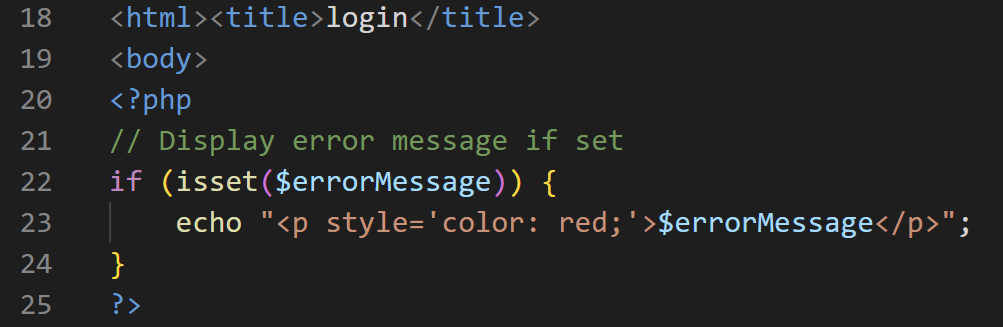 18 <html><title>login</title>
19 <body>
20 <?php
21 // Display error message if set
22 if (isset($errorMessage)) {
23     echo "<p style='color: red;'>$errorMessage</p>";
24 }
25 ?>